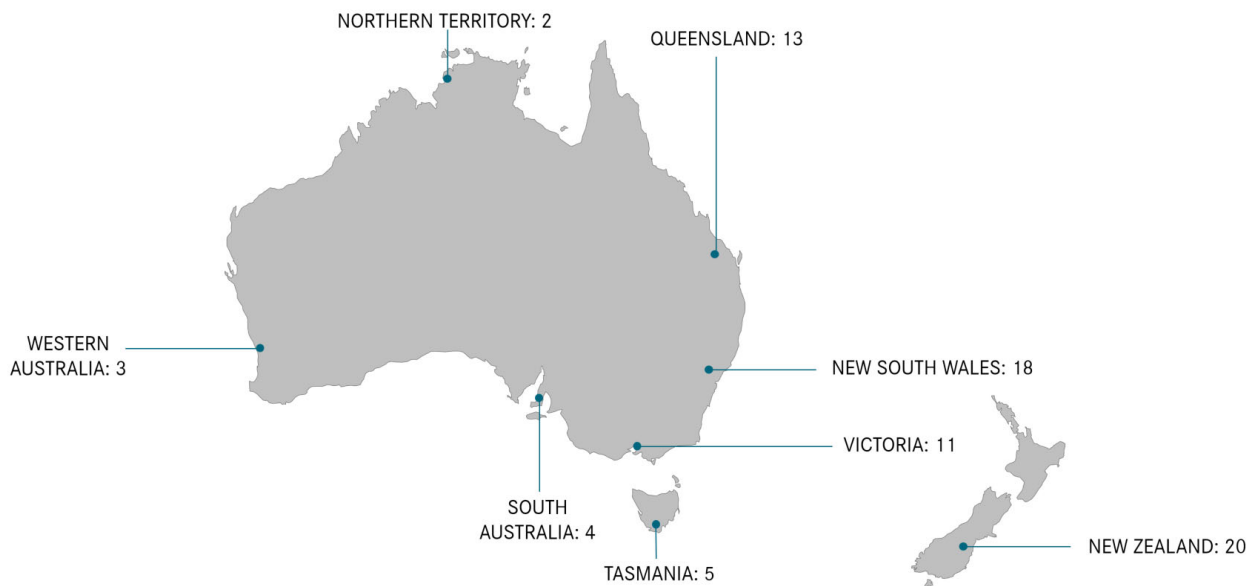 NORTHERN TERRITORY: 2
QUEENSLAND: 13
WESTERN
AUSTRALIA: 3
NEW SOUTH WALES: 18
VICTORIA: 11
SOUTH
AUSTRALIA: 4
NEW ZEALAND: 20
TASMANIA: 5